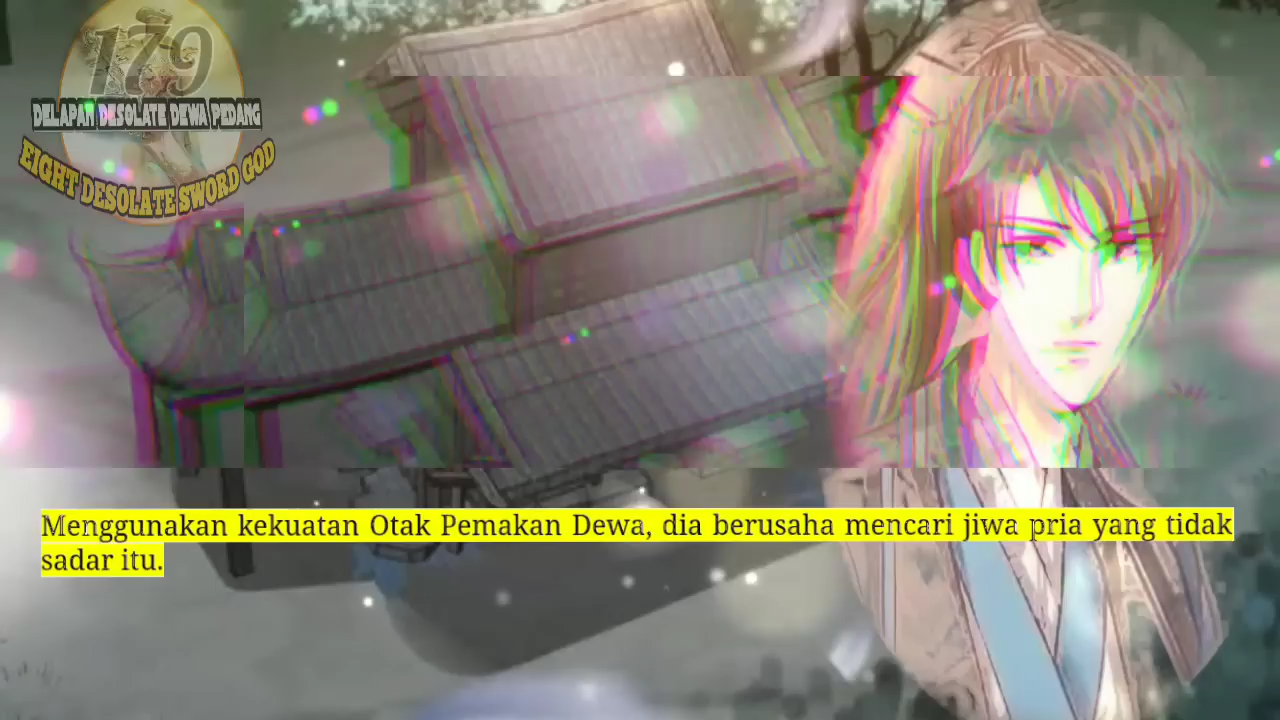 179
DELAPAN DESOLATE DEWA PEDANG
EIGHT DESOLATE SWORD GOD
Menggunakan kekuatan Otak Pemakan Dewa, dia berusaha mencari jiwa pria yang tidak
sadar itu.